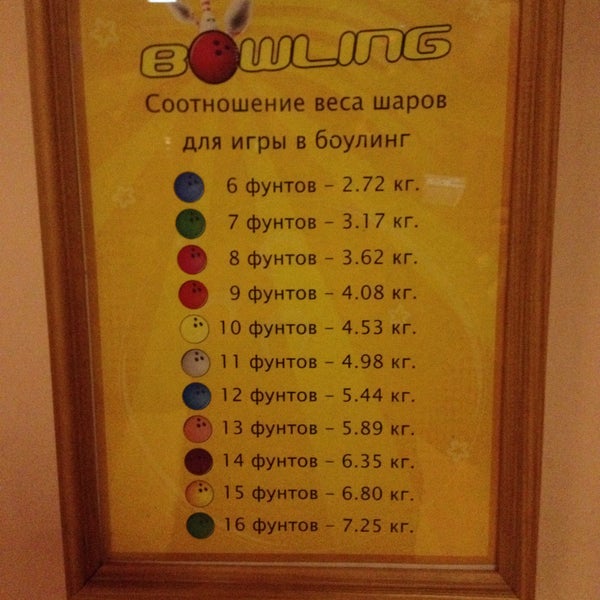 BOWLING
Соотношение веса шаров
для игры в боулинг
6 фунтов - 2.72 кг.
7 фунтов - 3.17 кг.
8 фунтов - 3.62 кг.
9 фунтов - 4.08 кг.
10 фунтов - 4.53 кг.
11 фунтов - 4.98 кг.
12 фунтов - 5.44 кг.
13 фунтов - 5.89 кг.
14 фунтов - 6.35 кг.
15 фунтов - 6.80 кг.
16 фунтов - 7.25 кг.